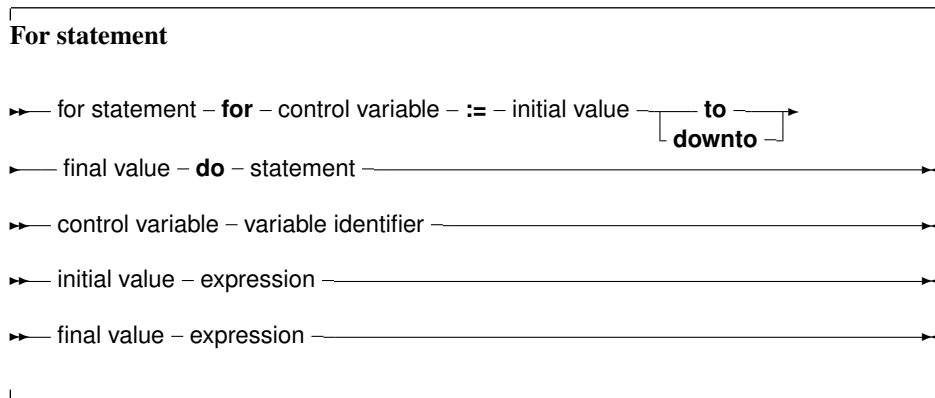 For statement
for statement – for – control variable – := – initial value – to –
downto –
final value – do – statement –
control variable – variable identifier –
initial value – expression –
final value – expression –